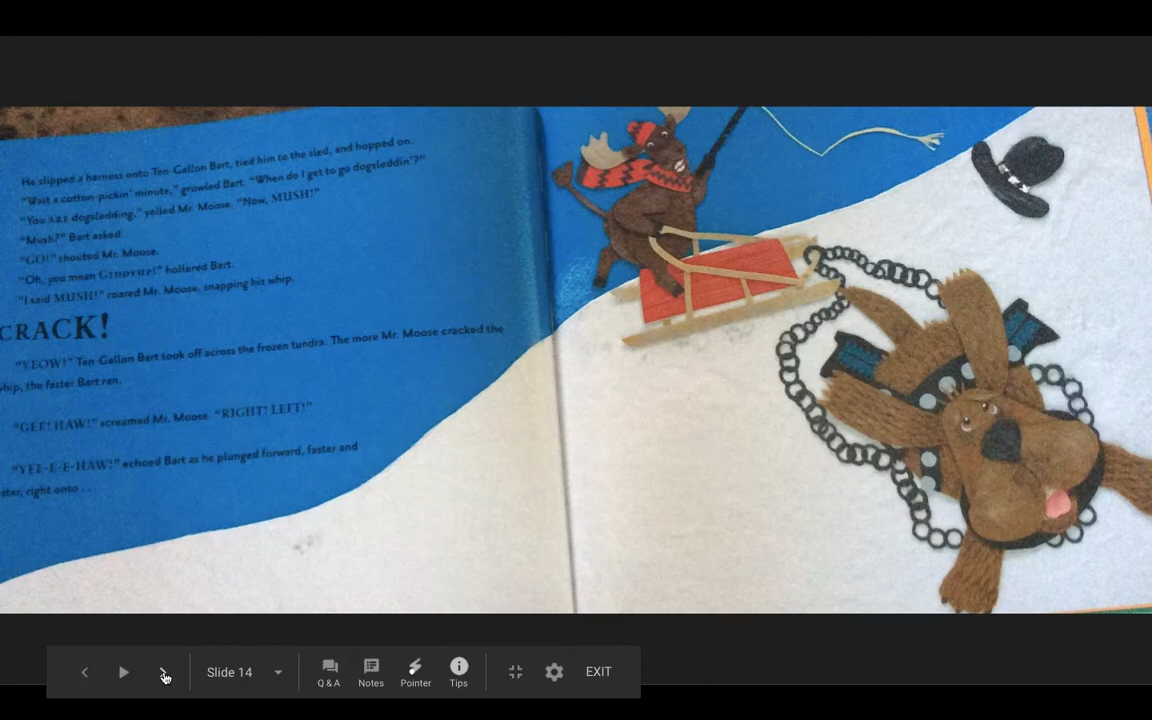 He slipped a harness onto Ten-Gallon Bart, tied him to the sled, and hopped on.
"Wait a cotton-pickin' minute," growled Bart. "When do I get to go dogsleddin'?"
"You ARE dogsledding," yelled Mr. Moose. "Now, MUSH!"
"Mush?" Bart asked.
"GO!" shouted Mr. Moose.
"Oh, you mean GIDDYUP!" hollered Bart.
"I said MUSH!" roared Mr. Moose, snapping his whip.
CRACK!
"YEOW!" Ten-Gallon Bart took off across the frozen tundra. The more Mr. Moose cracked the
whip, the faster Bart ran.
"GEE! HAW!" screamed Mr. Moose. "RIGHT! LEFT!"
"YEE-E-E-HAW!" echoed Bart as he plunged forward, faster and
star, right onto . . .
Slide 14
Q & A
Notes
Pointer
Tips
EXIT